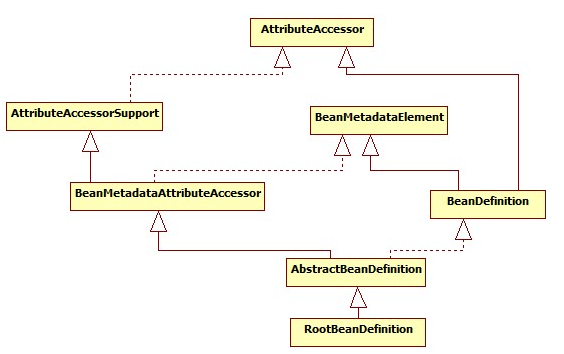 AttributeAccessor
AttributeAccessorSupport
BeanMetadataElement
BeanMetadataAttributeAccessor
BeanDefinition
AbstractBeanDefinition
RootBeanDefinition